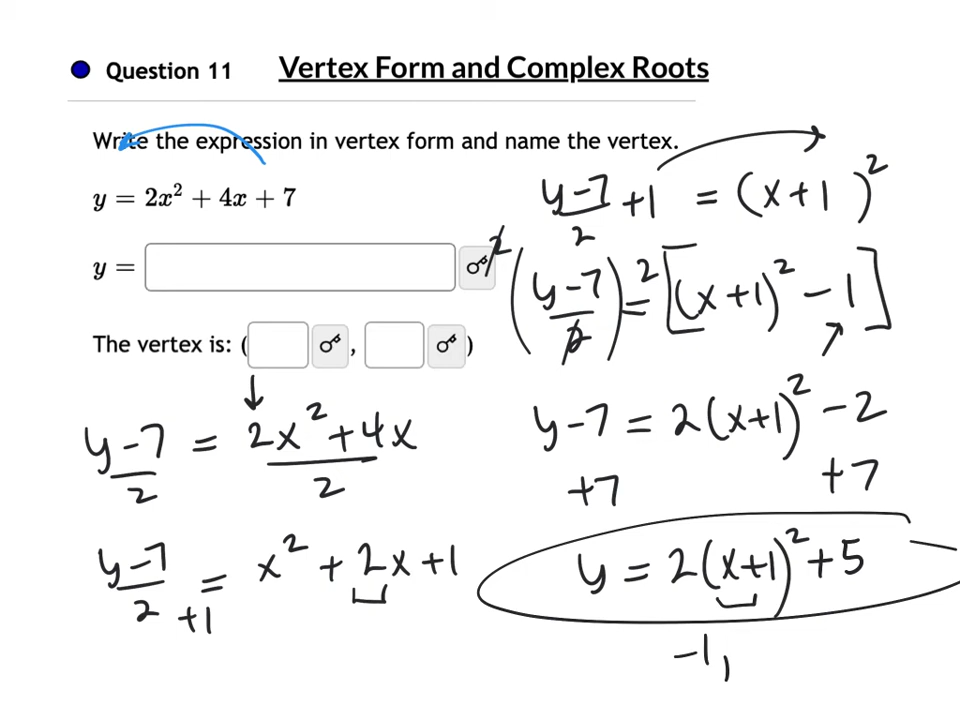 Question 11 Vertex Form and Complex Roots
Write the expression in vertex form and name the vertex.
y = 2x² + 4x + 7
y =
The vertex is: ( , )
y-7/2 = 2x²+4x/2
y-7/2 +1 = x² + 2x +1
y-7/2 +1 = (x+1)²
2(y-7/2) = 2[(x+1)² - 1]
y-7 = 2(x+1)² - 2
+7 +7
y = 2(x+1)² + 5
-1,